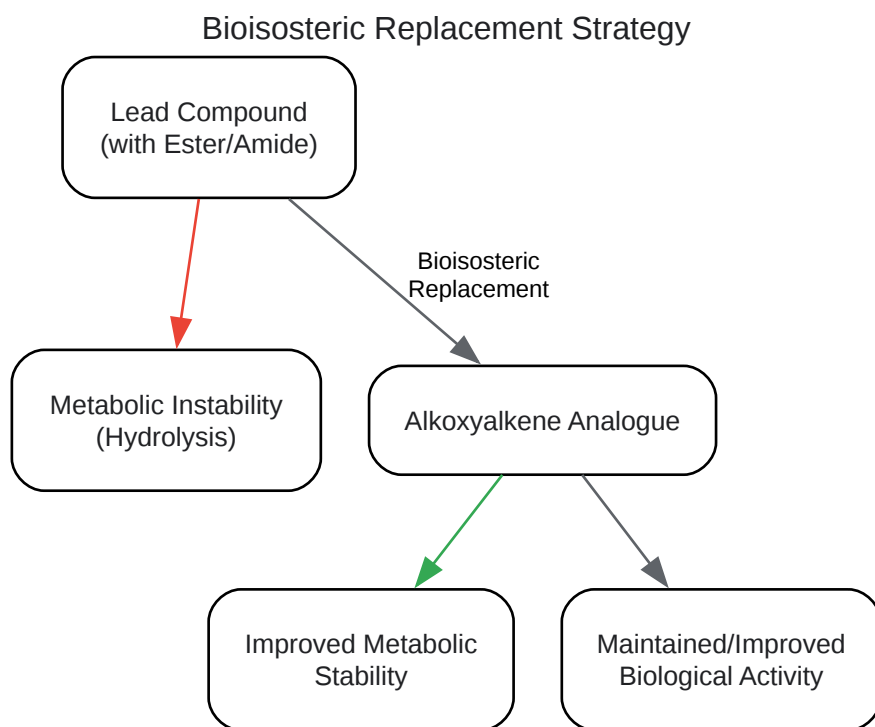 Bioisosteric Replacement Strategy
Lead Compound
(with Ester/Amide)
Bioisosteric
Replacement
Metabolic Instability
(Hydrolysis)
Alkoxyalkene Analogue
Improved Metabolic
Stability
Maintained/Improved
Biological Activity